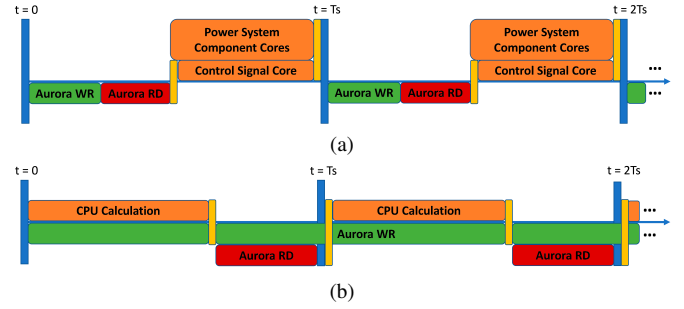 t = 0
t = Ts
t = 2Ts
Power System
Component Cores
Power System
Component Cores
Control Signal Core
Control Signal Core
...
Aurora WR
Aurora RD
Aurora WR
Aurora RD
...
(a)
t = 0
t = Ts
t = 2Ts
CPU Calculation
CPU Calculation
...
Aurora WR
...
Aurora RD
Aurora RD
(b)